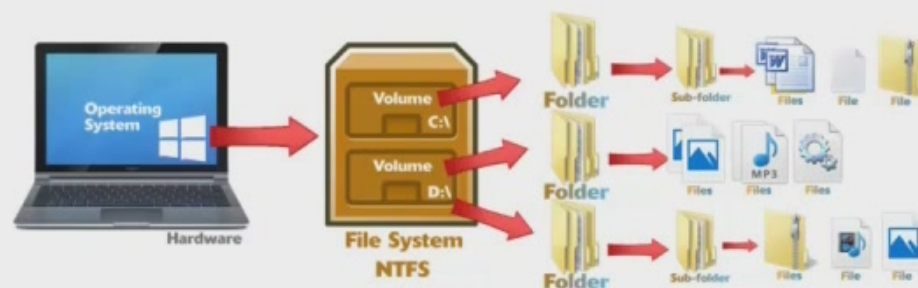 Operating
System
Hardware
Volume
C:\
Volume
D:\
File System
NTFS
Folder
Sub-folder
Files
File
File
Folder
Files
MP3
Files
Files
Folder
Sub-folder
Files
File
File